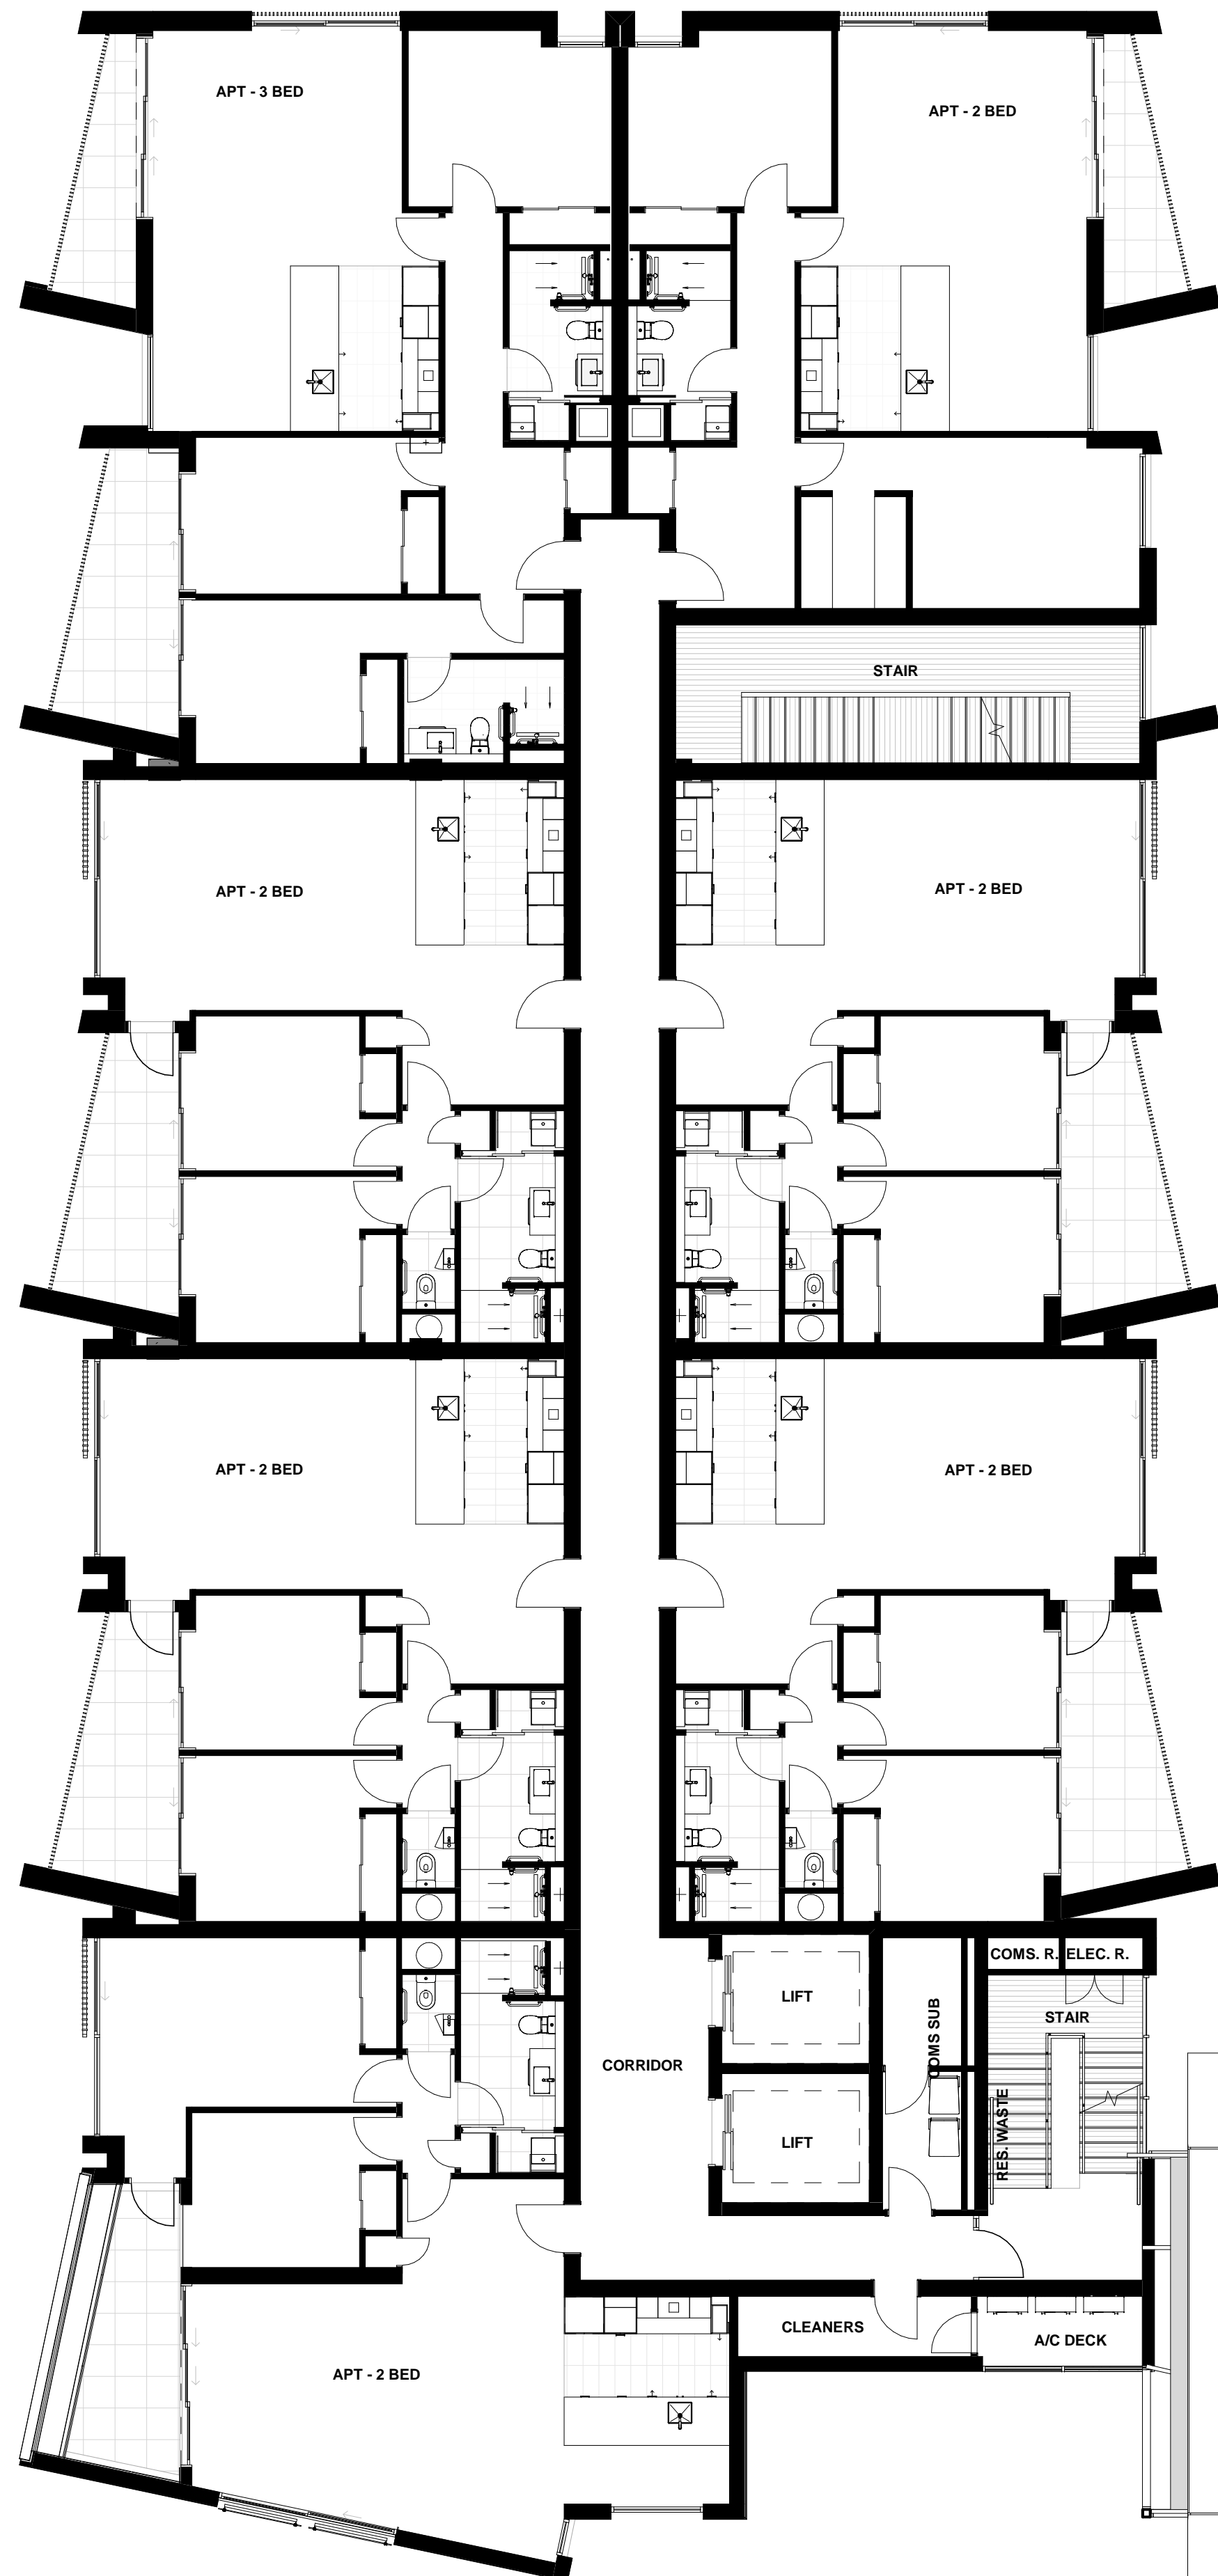 APT - 3 BED
APT - 2 BED
STAIR
APT - 2 BED
APT - 2 BED
APT - 2 BED
APT - 2 BED
COMS. R.
ELEC. R.
LIFT
STAIR
COMS SUB
CORRIDOR
RES. WASTE
LIFT
CLEANERS
A/C DECK
APT - 2 BED